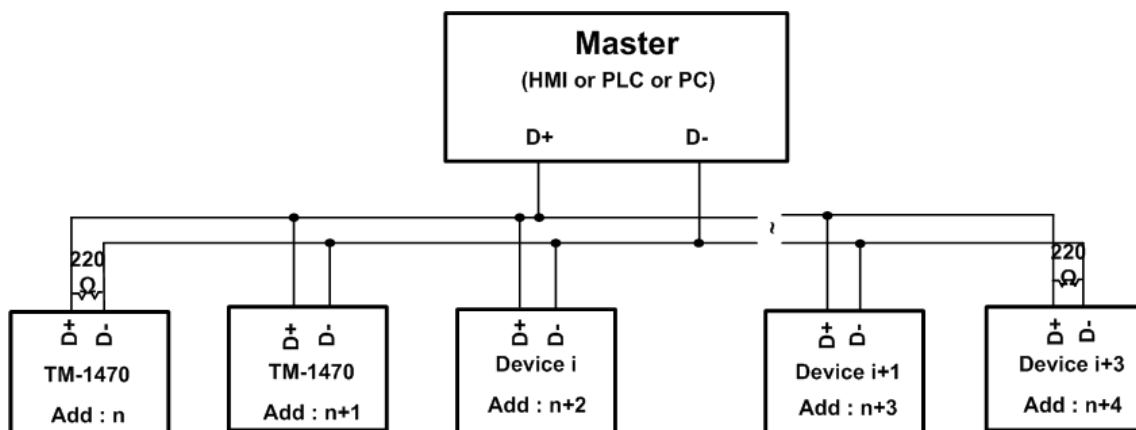 Master
(HMI or PLC or PC)
D+ D-
~
220
Ω
220
Ω
D+ D-
TM-1470
Add : n
D+ D-
TM-1470
Add : n+1
D+ D-
Device i
Add : n+2
D+ D-
Device i+1
Add : n+3
D+ D-
Device i+3
Add : n+4